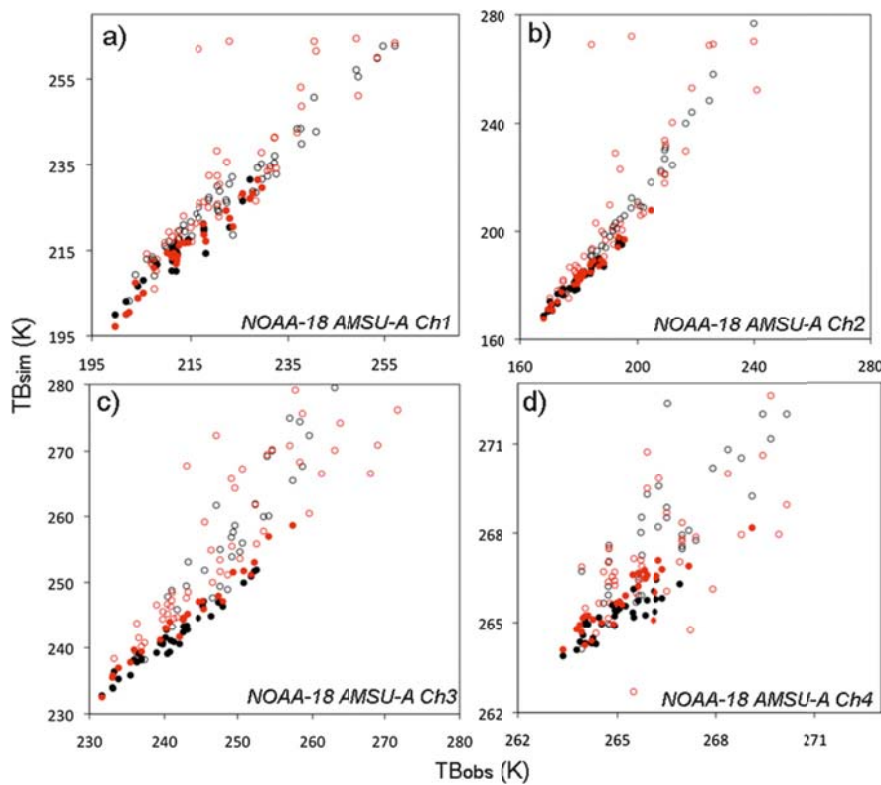 a)
255
235
215
195
195 215 235 255
NOAA-18 AMSU-A Ch1
b)
280
240
200
160
160 200 240 280
NOAA-18 AMSU-A Ch2
TBsim (K)
c)
280
270
260
250
240
230
230 240 250 260 270 280
NOAA-18 AMSU-A Ch3
d)
271
268
265
262
262 265 268 271
NOAA-18 AMSU-A Ch4
TBobs (K)